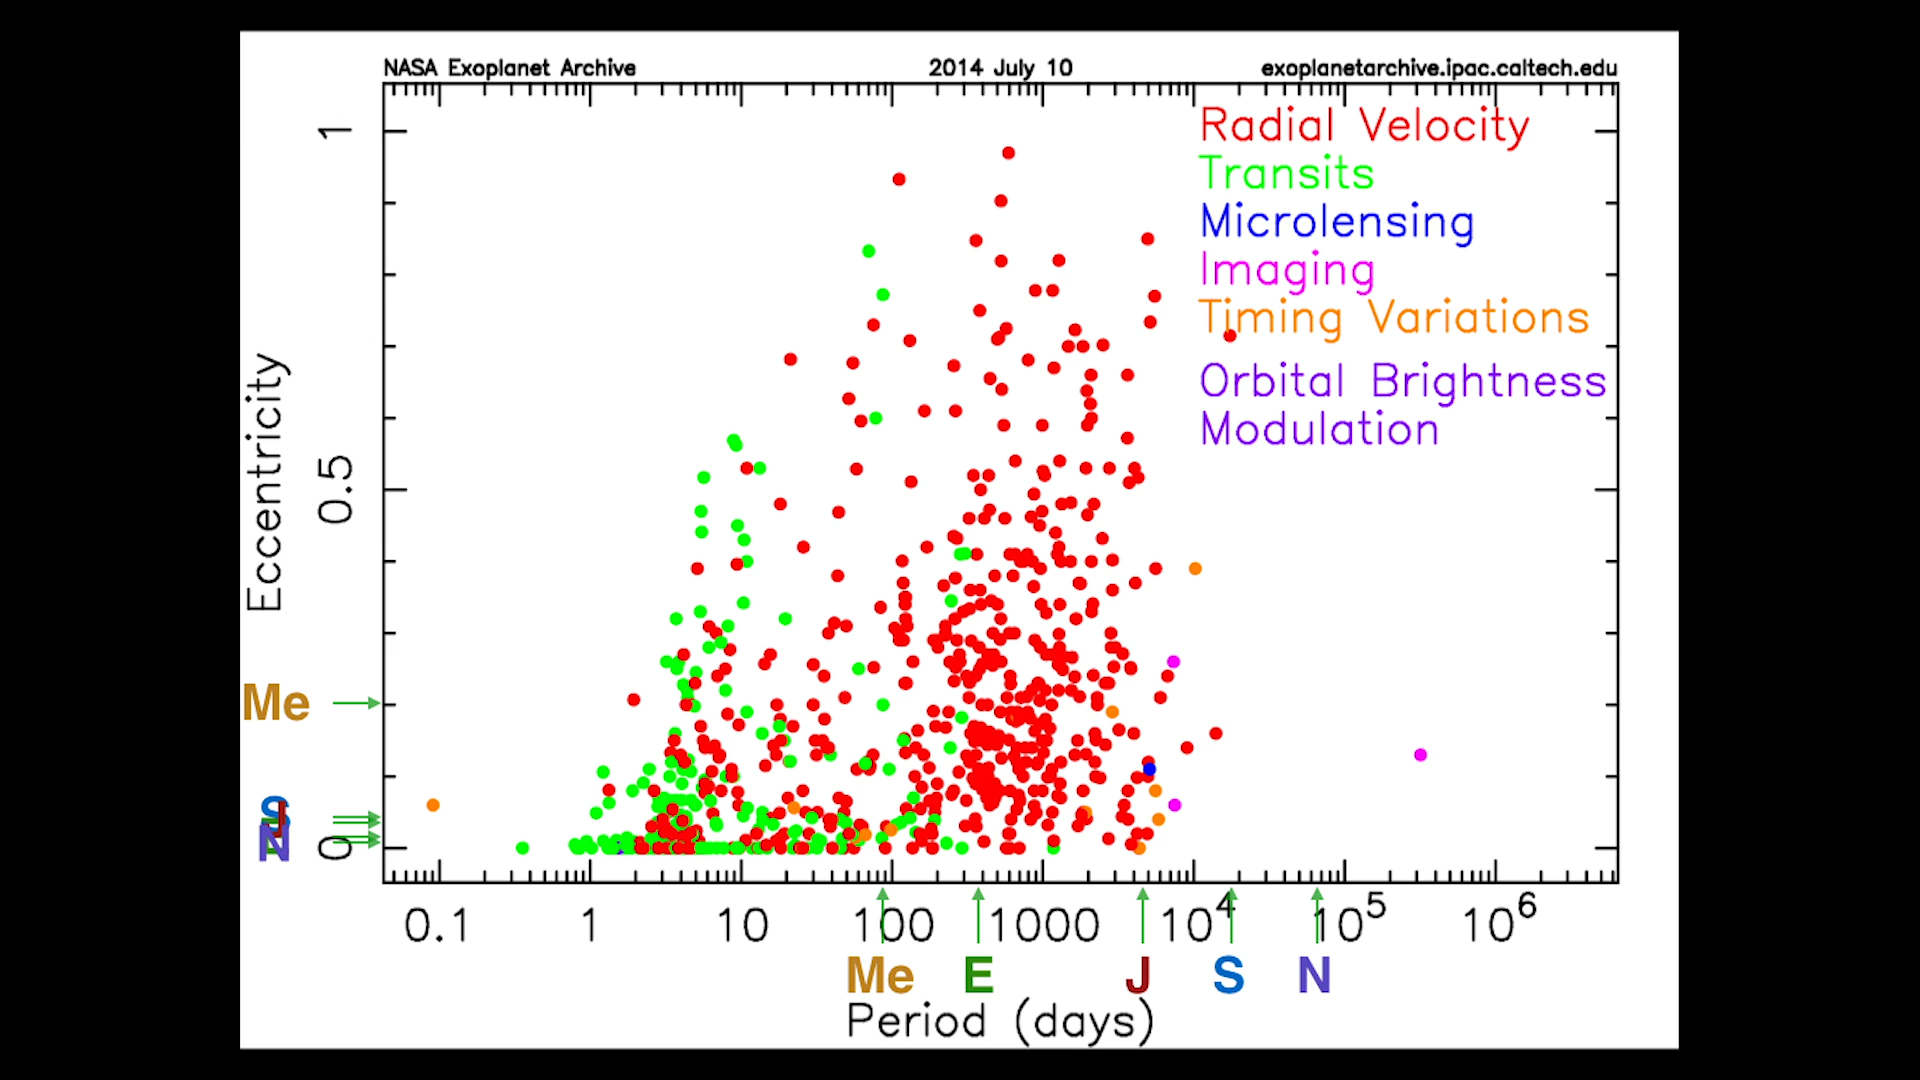 NASA Exoplanet Archive 2014 July 10 exoplanetarchive.ipac.caltech.edu
Radial Velocity
Transits
Microlensing
Imaging
Timing Variations
Orbital Brightness
Modulation
Eccentricity
1
0.5
0
Me
S
J
N
0.1 1 10 100 1000 10⁴ 10⁵ 10⁶
Me E J S N
Period (days)